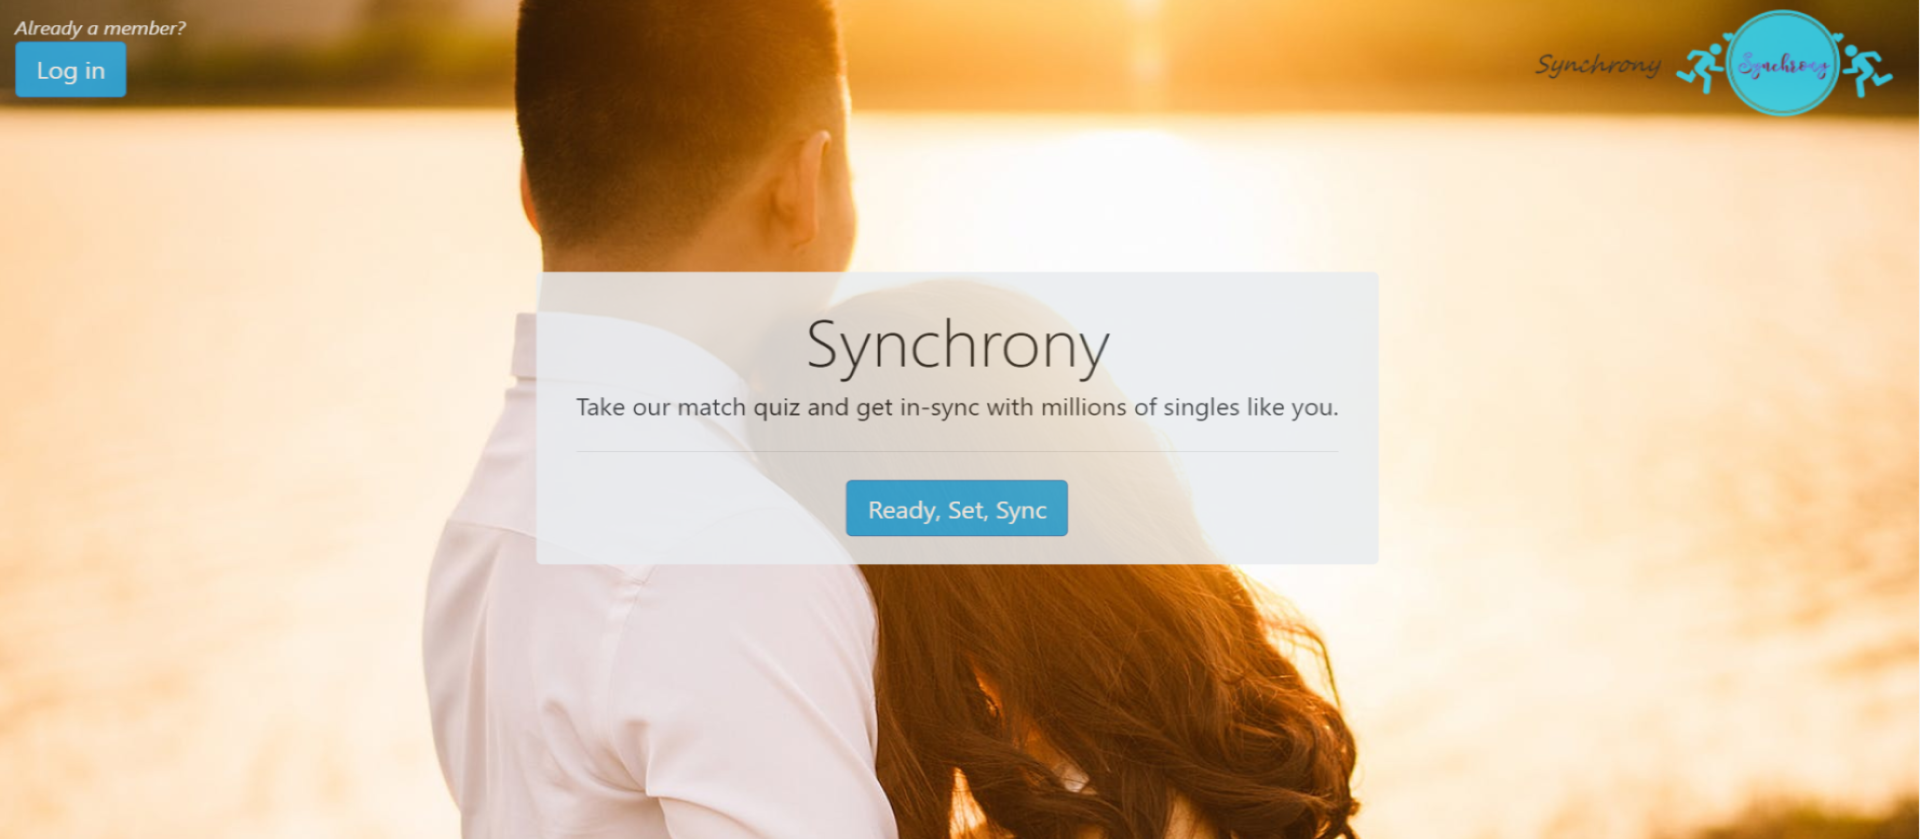 Already a member?
Log in
Synchrony
Synchrony
Synchrony
Take our match quiz and get in-sync with millions of singles like you.
Ready, Set, Sync